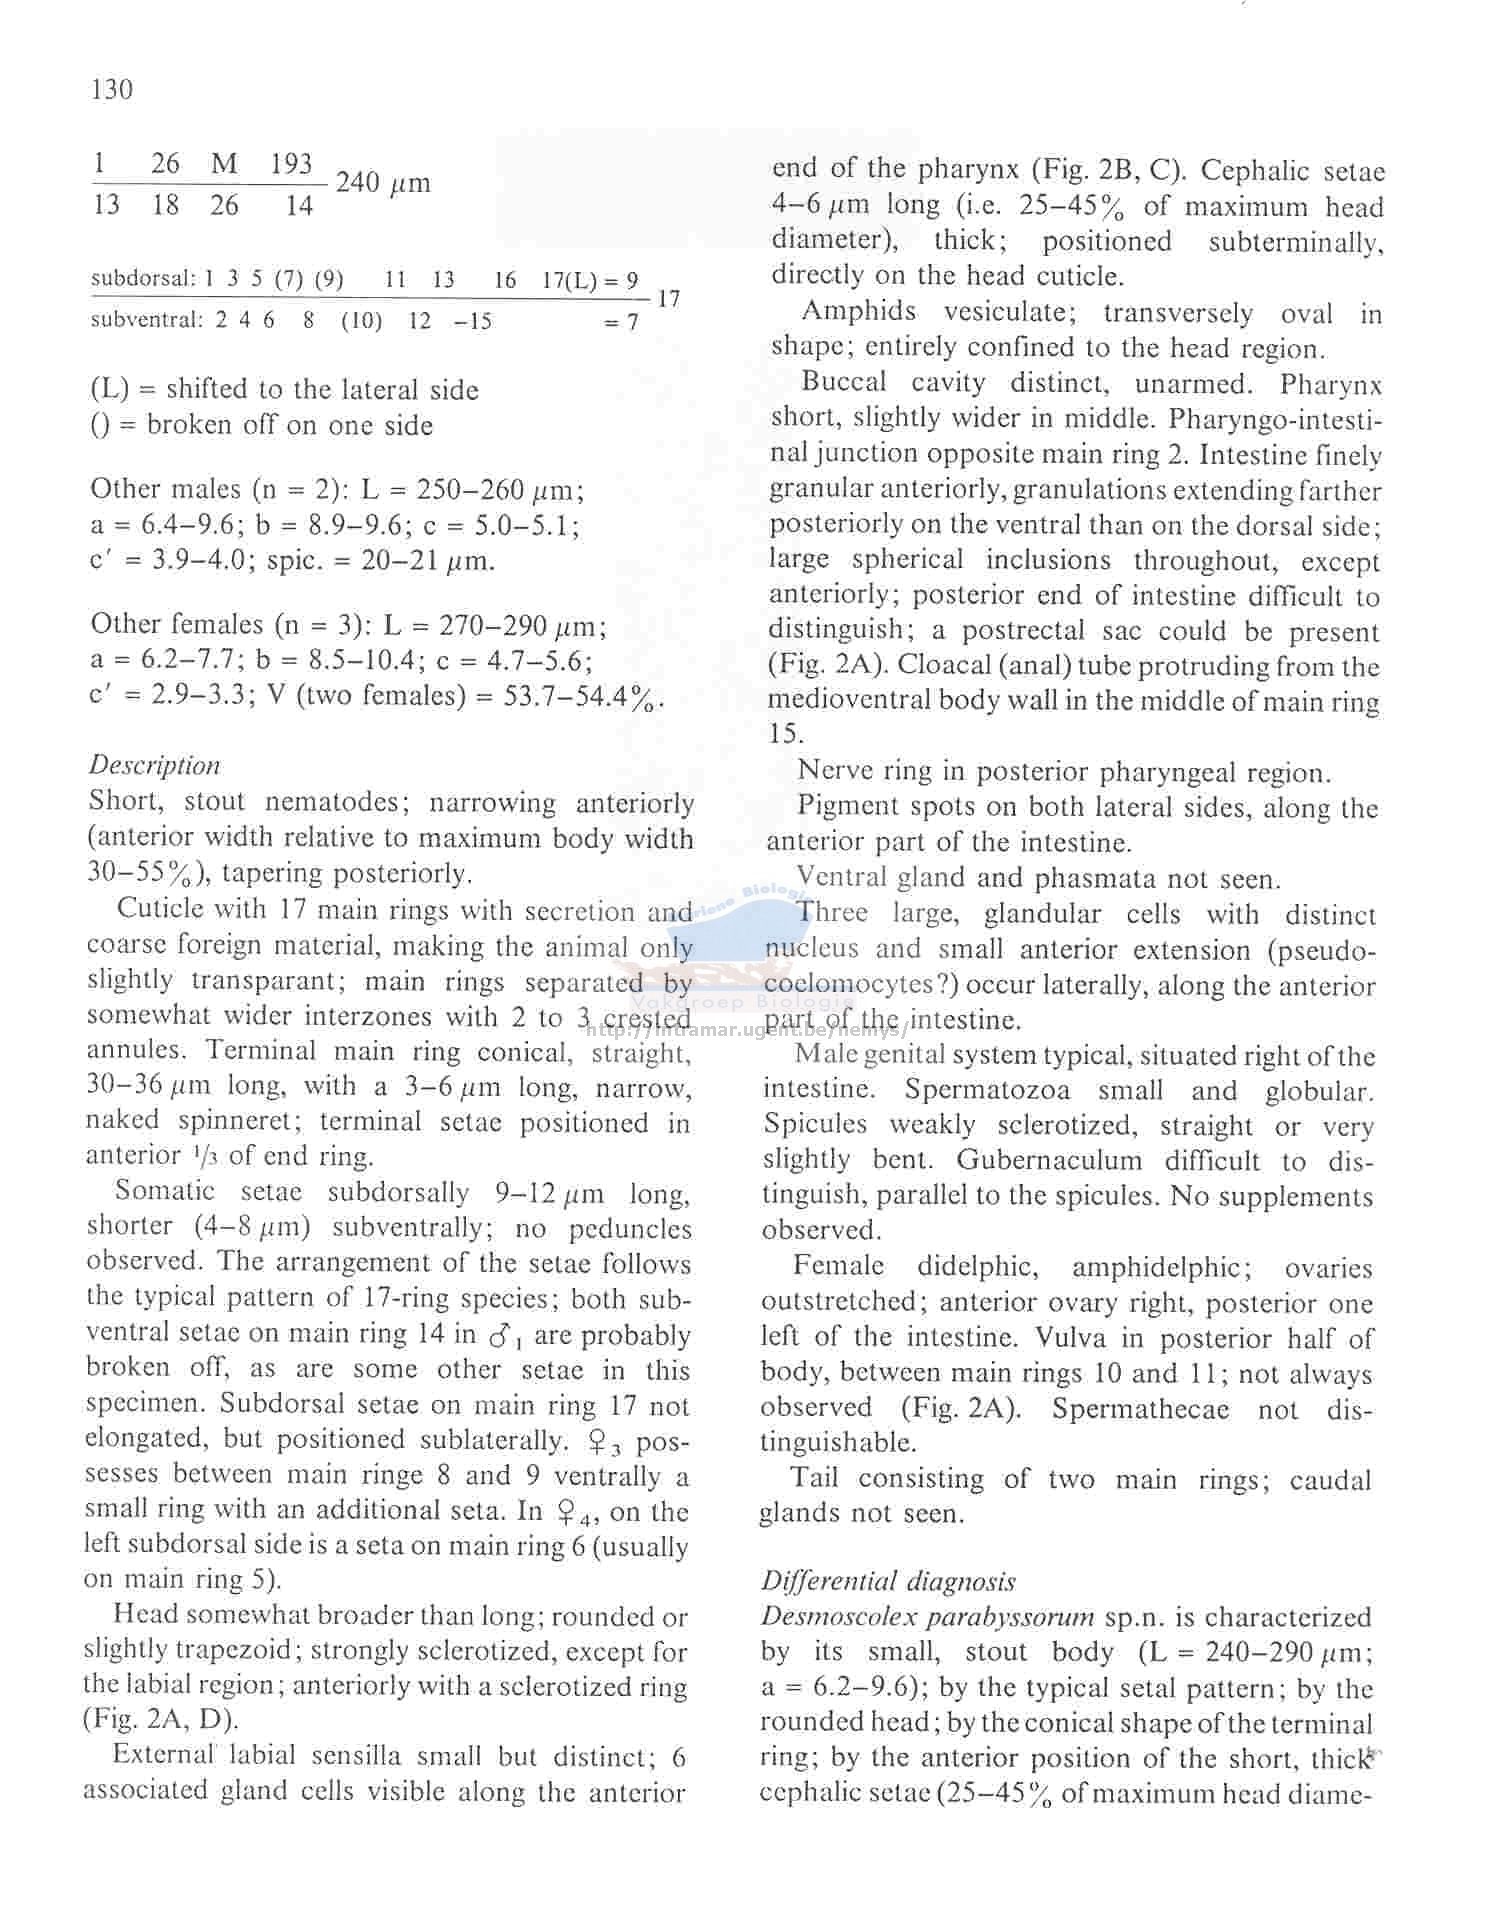 130
1 26 M 193
240 μm
13 18 26 14
subdorsal: 1 3 5 (7) (9) 11 13 16 17(L) = 9
17
subventral: 2 4 6 8 (10) 12 –15 = 7
(L) = shifted to the lateral side
() = broken off on one side
Other males (n = 2): L = 250–260 μm;
a = 6.4–9.6; b = 8.9–9.6; c = 5.0–5.1;
c′ = 3.9–4.0; spic. = 20–21 μm.
Other females (n = 3): L = 270–290 μm;
a = 6.2–7.7; b = 8.5–10.4; c = 4.7–5.6;
c′ = 2.9–3.3; V (two females) = 53.7–54.4%.
Description
Short, stout nematodes; narrowing anteriorly
(anterior width relative to maximum body width
30–55%), tapering posteriorly.
Cuticle with 17 main rings with secretion and
coarse foreign material, making the animal only
slightly transparant; main rings separated by
somewhat wider interzones with 2 to 3 crested
annules. Terminal main ring conical, straight,
30–36 μm long, with a 3–6 μm long, narrow,
naked spinneret; terminal setae positioned in
anterior 1/3 of end ring.
Somatic setae subdorsally 9–12 μm long,
shorter (4–8 μm) subventrally; no peduncles
observed. The arrangement of the setae follows
the typical pattern of 17-ring species; both sub-
ventral setae on main ring 14 in ♂1 are probably
broken off, as are some other setae in this
specimen. Subdorsal setae on main ring 17 not
elongated, but positioned sublaterally. ♀3 pos-
sesses between main ringe 8 and 9 ventrally a
small ring with an additional seta. In ♀4, on the
left subdorsal side is a seta on main ring 6 (usually
on main ring 5).
Head somewhat broader than long; rounded or
slightly trapezoid; strongly sclerotized, except for
the labial region; anteriorly with a sclerotized ring
(Fig. 2A, D).
External labial sensilla small but distinct; 6
associated gland cells visible along the anterior
end of the pharynx (Fig. 2B, C). Cephalic setae
4–6 μm long (i.e. 25–45% of maximum head
diameter), thick; positioned subterminally,
directly on the head cuticle.
Amphids vesiculate; transversely oval in
shape; entirely confined to the head region.
Buccal cavity distinct, unarmed. Pharynx
short, slightly wider in middle. Pharyngo-intesti-
nal junction opposite main ring 2. Intestine finely
granular anteriorly, granulations extending farther
posteriorly on the ventral than on the dorsal side;
large spherical inclusions throughout, except
anteriorly; posterior end of intestine difficult to
distinguish; a postrectal sac could be present
(Fig. 2A). Cloacal (anal) tube protruding from the
medioventral body wall in the middle of main ring
15.
Nerve ring in posterior pharyngeal region.
Pigment spots on both lateral sides, along the
anterior part of the intestine.
Ventral gland and phasmata not seen.
Three large, glandular cells with distinct
nucleus and small anterior extension (pseudo-
coelomocytes?) occur laterally, along the anterior
part of the intestine.
Male genital system typical, situated right of the
intestine. Spermatozoa small and globular.
Spicules weakly sclerotized, straight or very
slightly bent. Gubernaculum difficult to dis-
tinguish, parallel to the spicules. No supplements
observed.
Female didelphic, amphidelphic; ovaries
outstretched; anterior ovary right, posterior one
left of the intestine. Vulva in posterior half of
body, between main rings 10 and 11; not always
observed (Fig. 2A). Spermathecae not dis-
tinguishable.
Tail consisting of two main rings; caudal
glands not seen.
Differential diagnosis
Desmoscolex parabyssorum sp.n. is characterized
by its small, stout body (L = 240–290 μm;
a = 6.2–9.6); by the typical setal pattern; by the
rounded head; by the conical shape of the terminal
ring; by the anterior position of the short, thick
cephalic setae (25–45% of maximum head diame-
Mariene Biologie
Vakgroep Biologie
http://intramar.ugent.be/nemys/